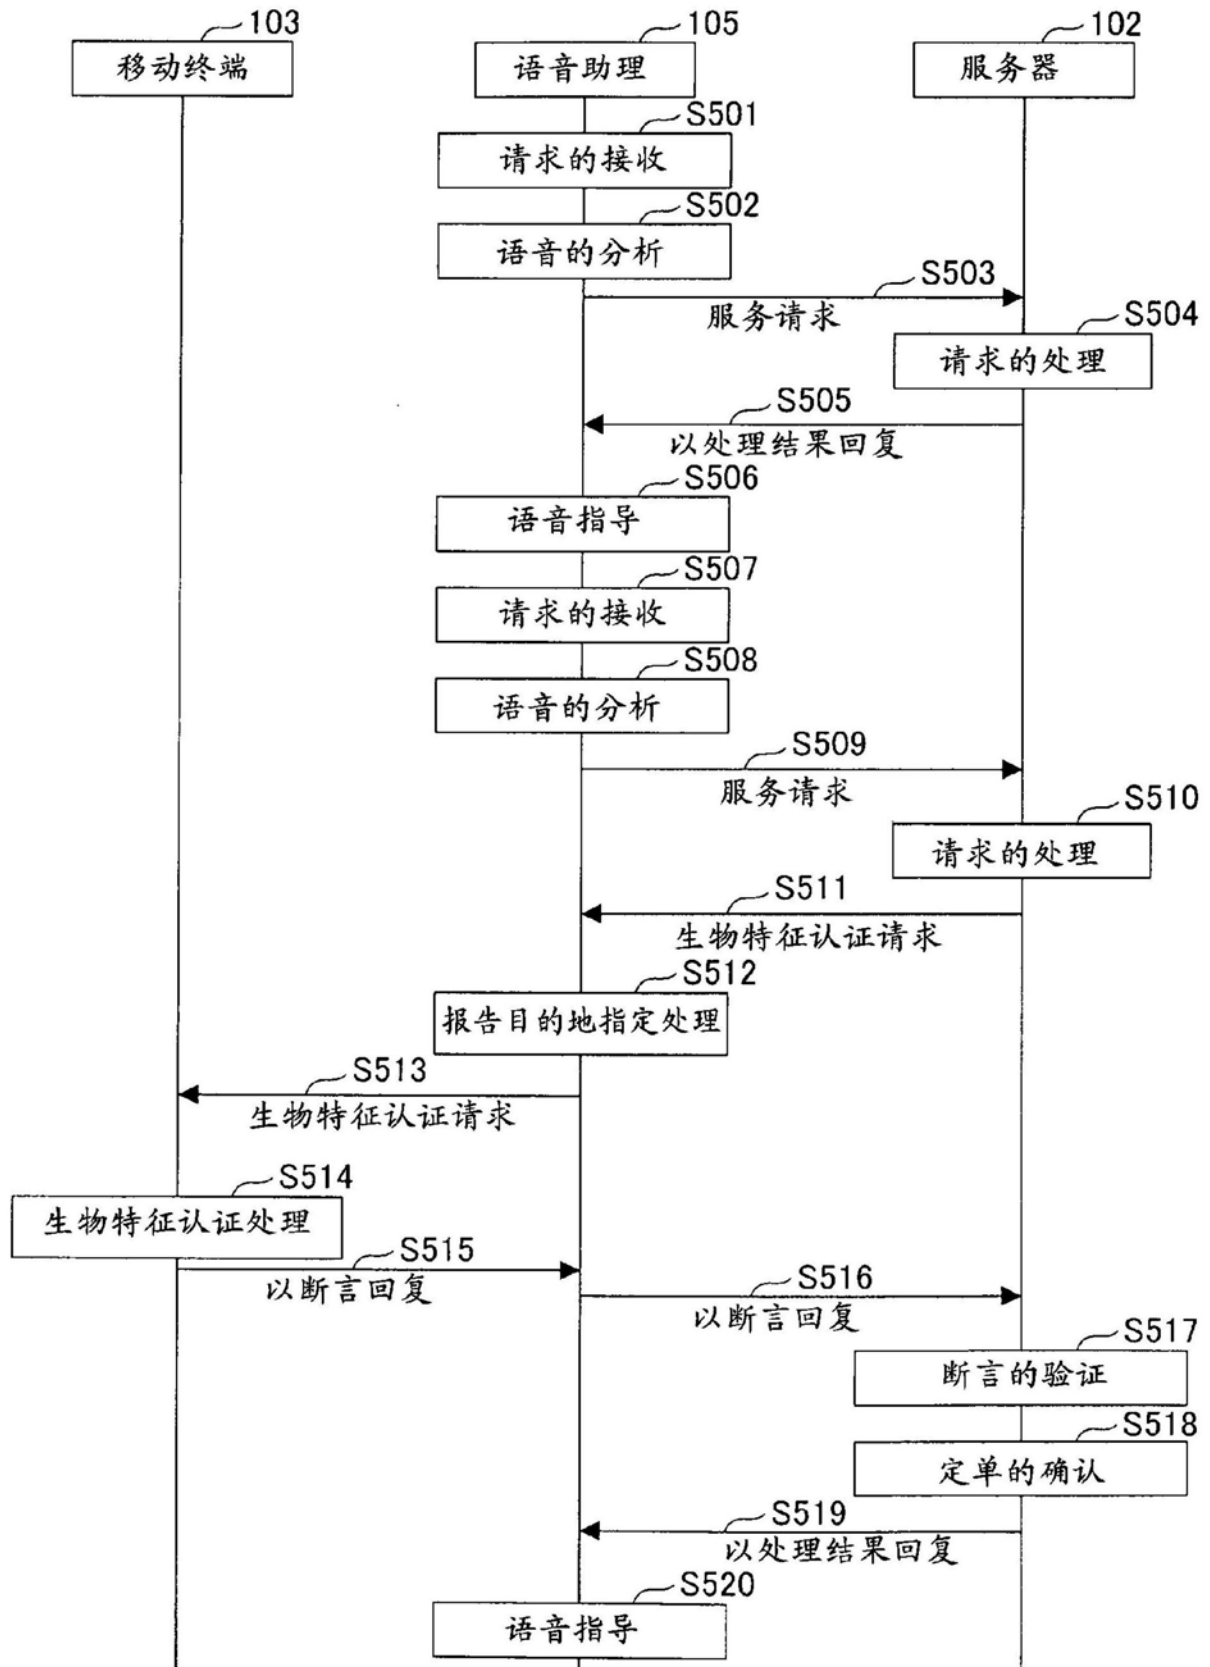 103
105
102
移动终端
语音助理
服务器
S501
请求的接收
S502
语音的分析
S503
服务请求
S504
请求的处理
S505
以处理结果回复
S506
语音指导
S507
请求的接收
S508
语音的分析
S509
服务请求
S510
请求的处理
S511
生物特征认证请求
S512
报告目的地指定处理
S513
生物特征认证请求
S514
生物特征认证处理
S515
以断言回复
S516
以断言回复
S517
断言的验证
S518
定单的确认
S519
以处理结果回复
S520
语音指导